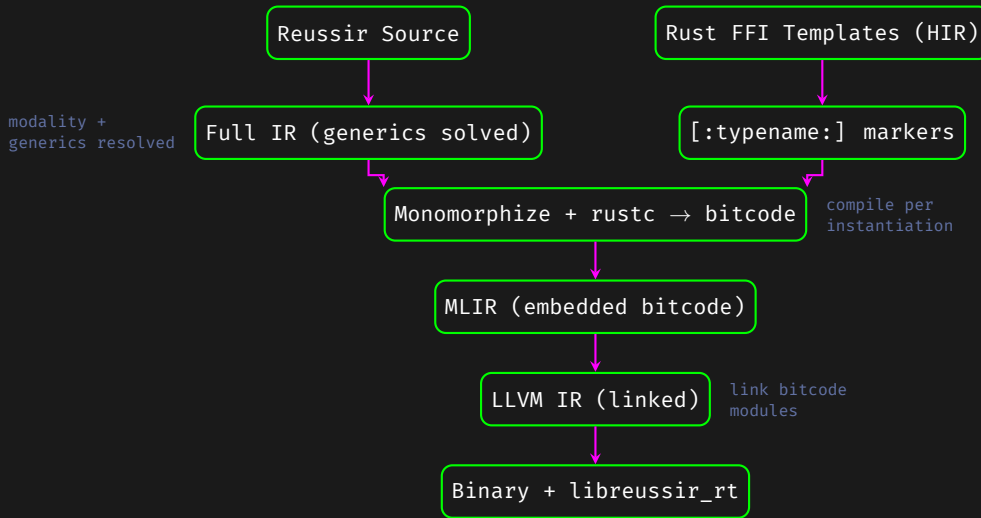 Reussir Source
Rust FFI Templates (HIR)
modality +
generics resolved
Full IR (generics solved)
[:typename:] markers
Monomorphize + rustc → bitcode
compile per
instantiation
MLIR (embedded bitcode)
LLVM IR (linked)
link bitcode
modules
Binary + libreussir_rt